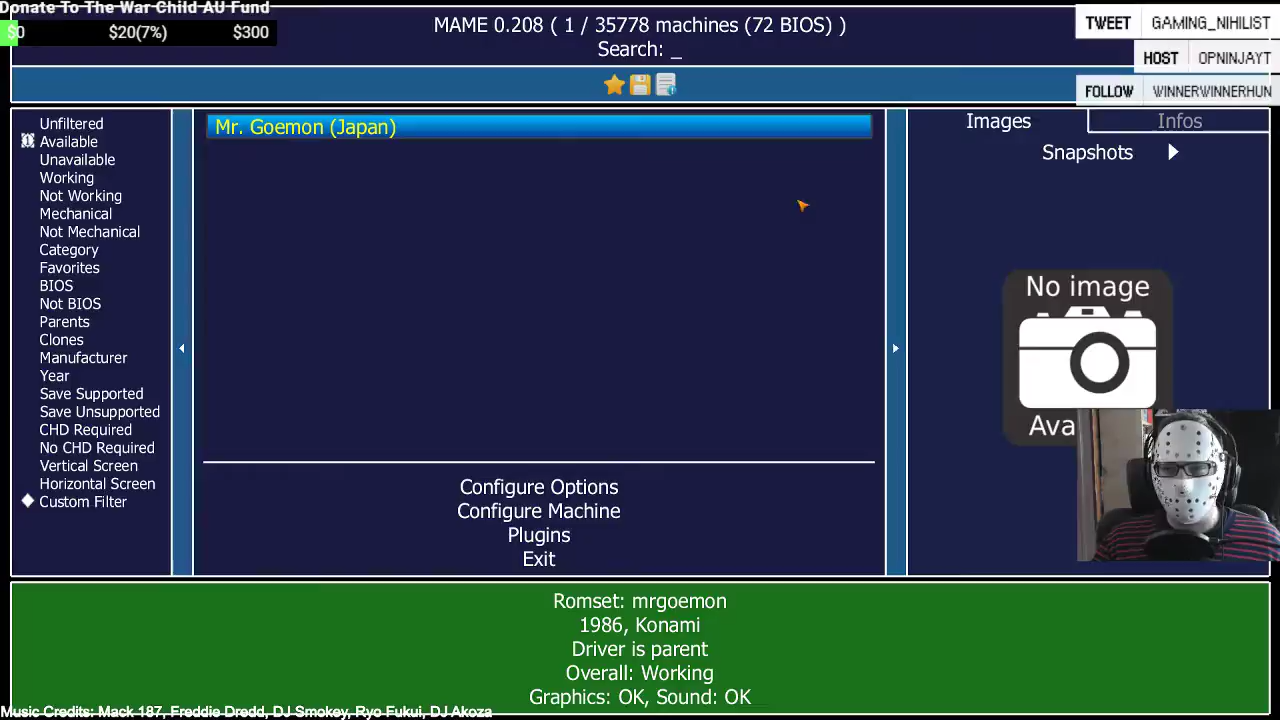 Donate To The War Child AU Fund
$0 $20(7%) $300
MAME 0.208 ( 1 / 35778 machines (72 BIOS) )
Search: _
TWEET GAMING_NIHILIST
HOST OPNINJAYT
FOLLOW WINNERWINNERHUN
Unfiltered
Available
Unavailable
Working
Not Working
Mechanical
Not Mechanical
Category
Favorites
BIOS
Not BIOS
Parents
Clones
Manufacturer
Year
Save Supported
Save Unsupported
CHD Required
No CHD Required
Vertical Screen
Horizontal Screen
Custom Filter
Mr. Goemon (Japan)
Configure Options
Configure Machine
Plugins
Exit
Images Infos
Snapshots
No image
Ava
Romset: mrgoemon
1986, Konami
Driver is parent
Overall: Working
Graphics: OK, Sound: OK
Music Credits: Mack 187, Freddie Dredd, DJ Smokey, Ryo Fukui, DJ Akoza